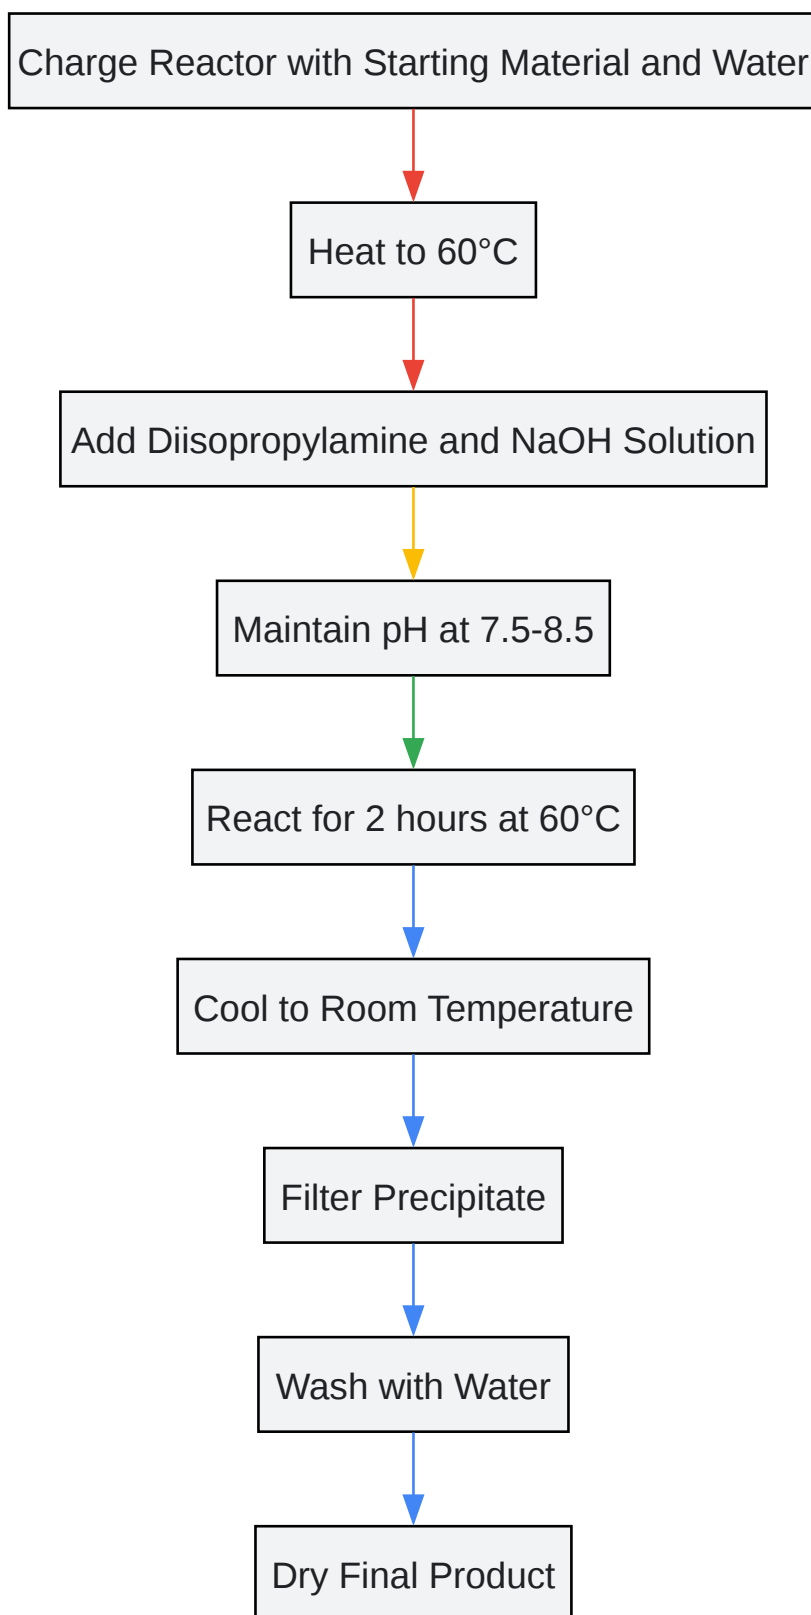 Charge Reactor with Starting Material and Water
Heat to 60°C
Add Diisopropylamine and NaOH Solution
Maintain pH at 7.5-8.5
React for 2 hours at 60°C
Cool to Room Temperature
Filter Precipitate
Wash with Water
Dry Final Product